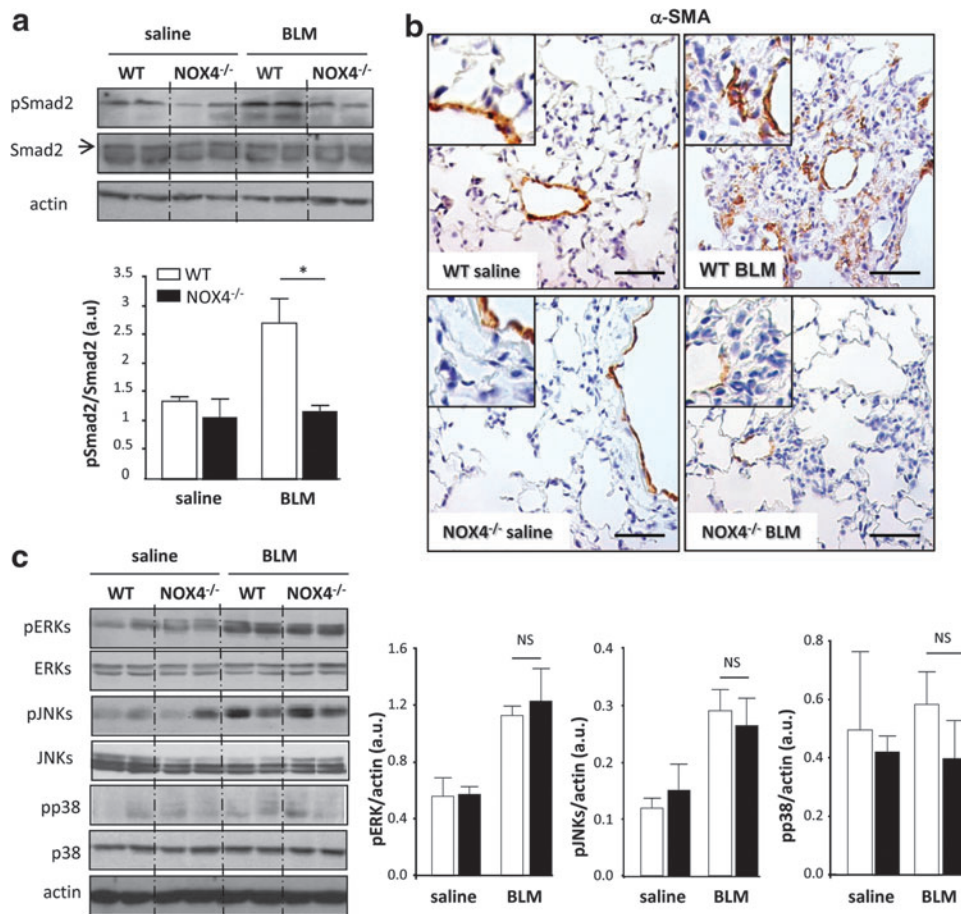 a
saline BLM
WT NOX4-/- WT NOX4-/-
pSmad2
Smad2
actin
3.5
3
2.5
2
1.5
1
0.5
0
pSmad2/Smad2 (a.u)
WT
NOX4-/-
*
saline BLM
b
α-SMA
WT saline
WT BLM
NOX4-/- saline
NOX4-/- BLM
c
saline BLM
WT NOX4-/- WT NOX4-/-
pERKs
ERKs
pJNKs
JNKs
pp38
p38
actin
pERK/actin (a.u.)
1.6
1.2
0.8
0.4
0.0
NS
saline BLM
pJNKs/actin (a.u.)
0.4
0.3
0.2
0.1
0.0
NS
saline BLM
pp38/actin (a.u.)
0.8
0.6
0.4
0.2
0.0
NS
saline BLM